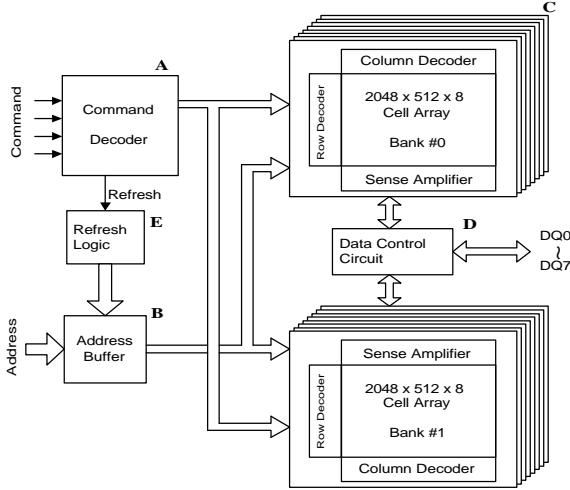 A
Command
Command
Decoder
Refresh
E
Refresh
Logic
B
Address
Address
Buffer
C
Column Decoder
Row Decoder
2048 x 512 x 8
Cell Array
Bank #0
Sense Amplifier
D
Data Control
Circuit
DQ0
~
DQ7
Sense Amplifier
Row Decoder
2048 x 512 x 8
Cell Array
Bank #1
Column Decoder